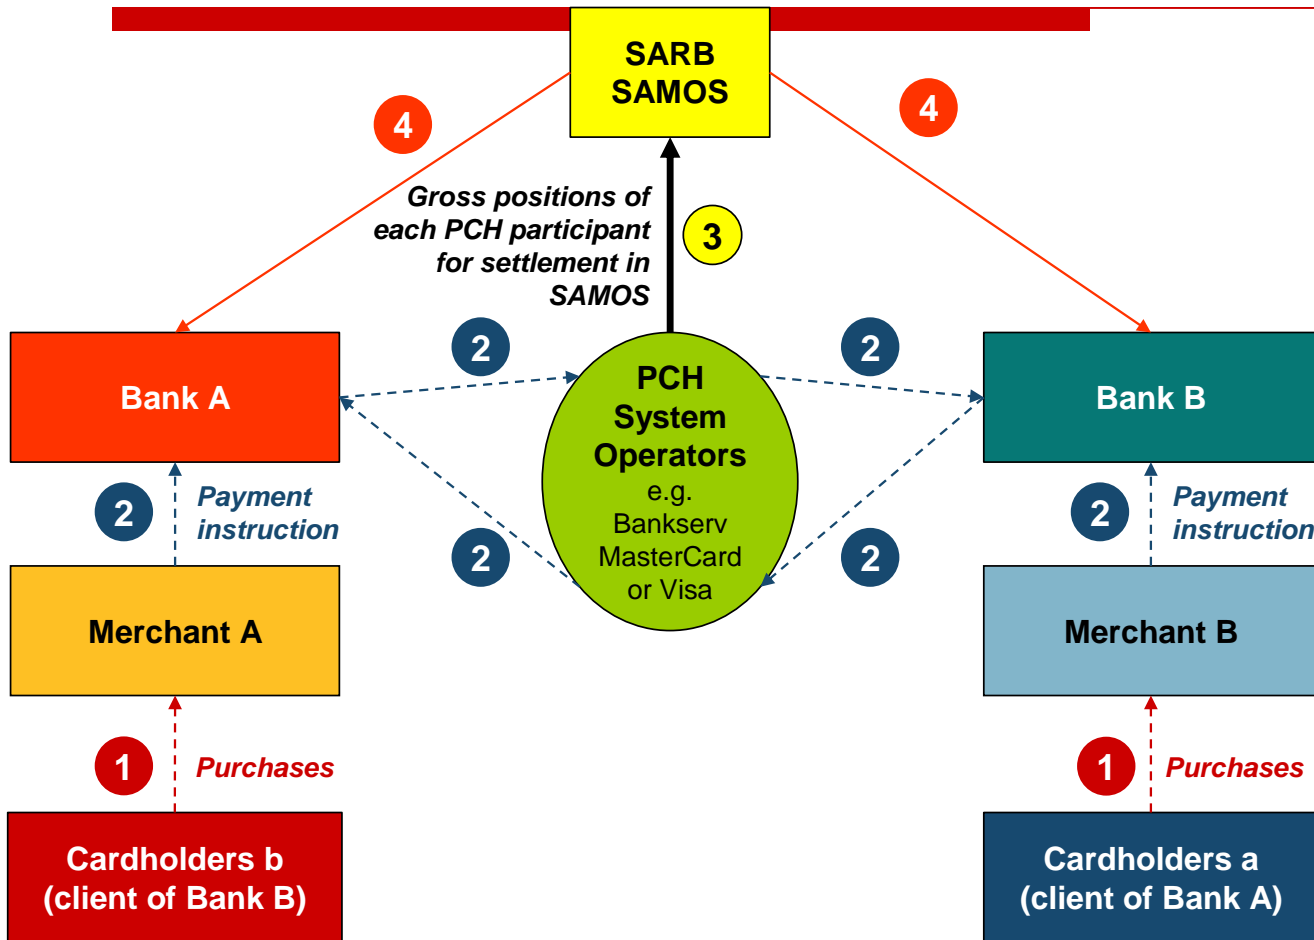 SARB
SAMOS
4
4
Gross positions of
each PCH participant
for settlement in
SAMOS
3
Bank A
2
PCH
System
Operators
e.g.
Bankserv
MasterCard
or Visa
2
Bank B
2
Payment
instruction
2
2
2
Payment
instruction
Merchant A
Merchant B
1
Purchases
1
Purchases
Cardholders b
(client of Bank B)
Cardholders a
(client of Bank A)